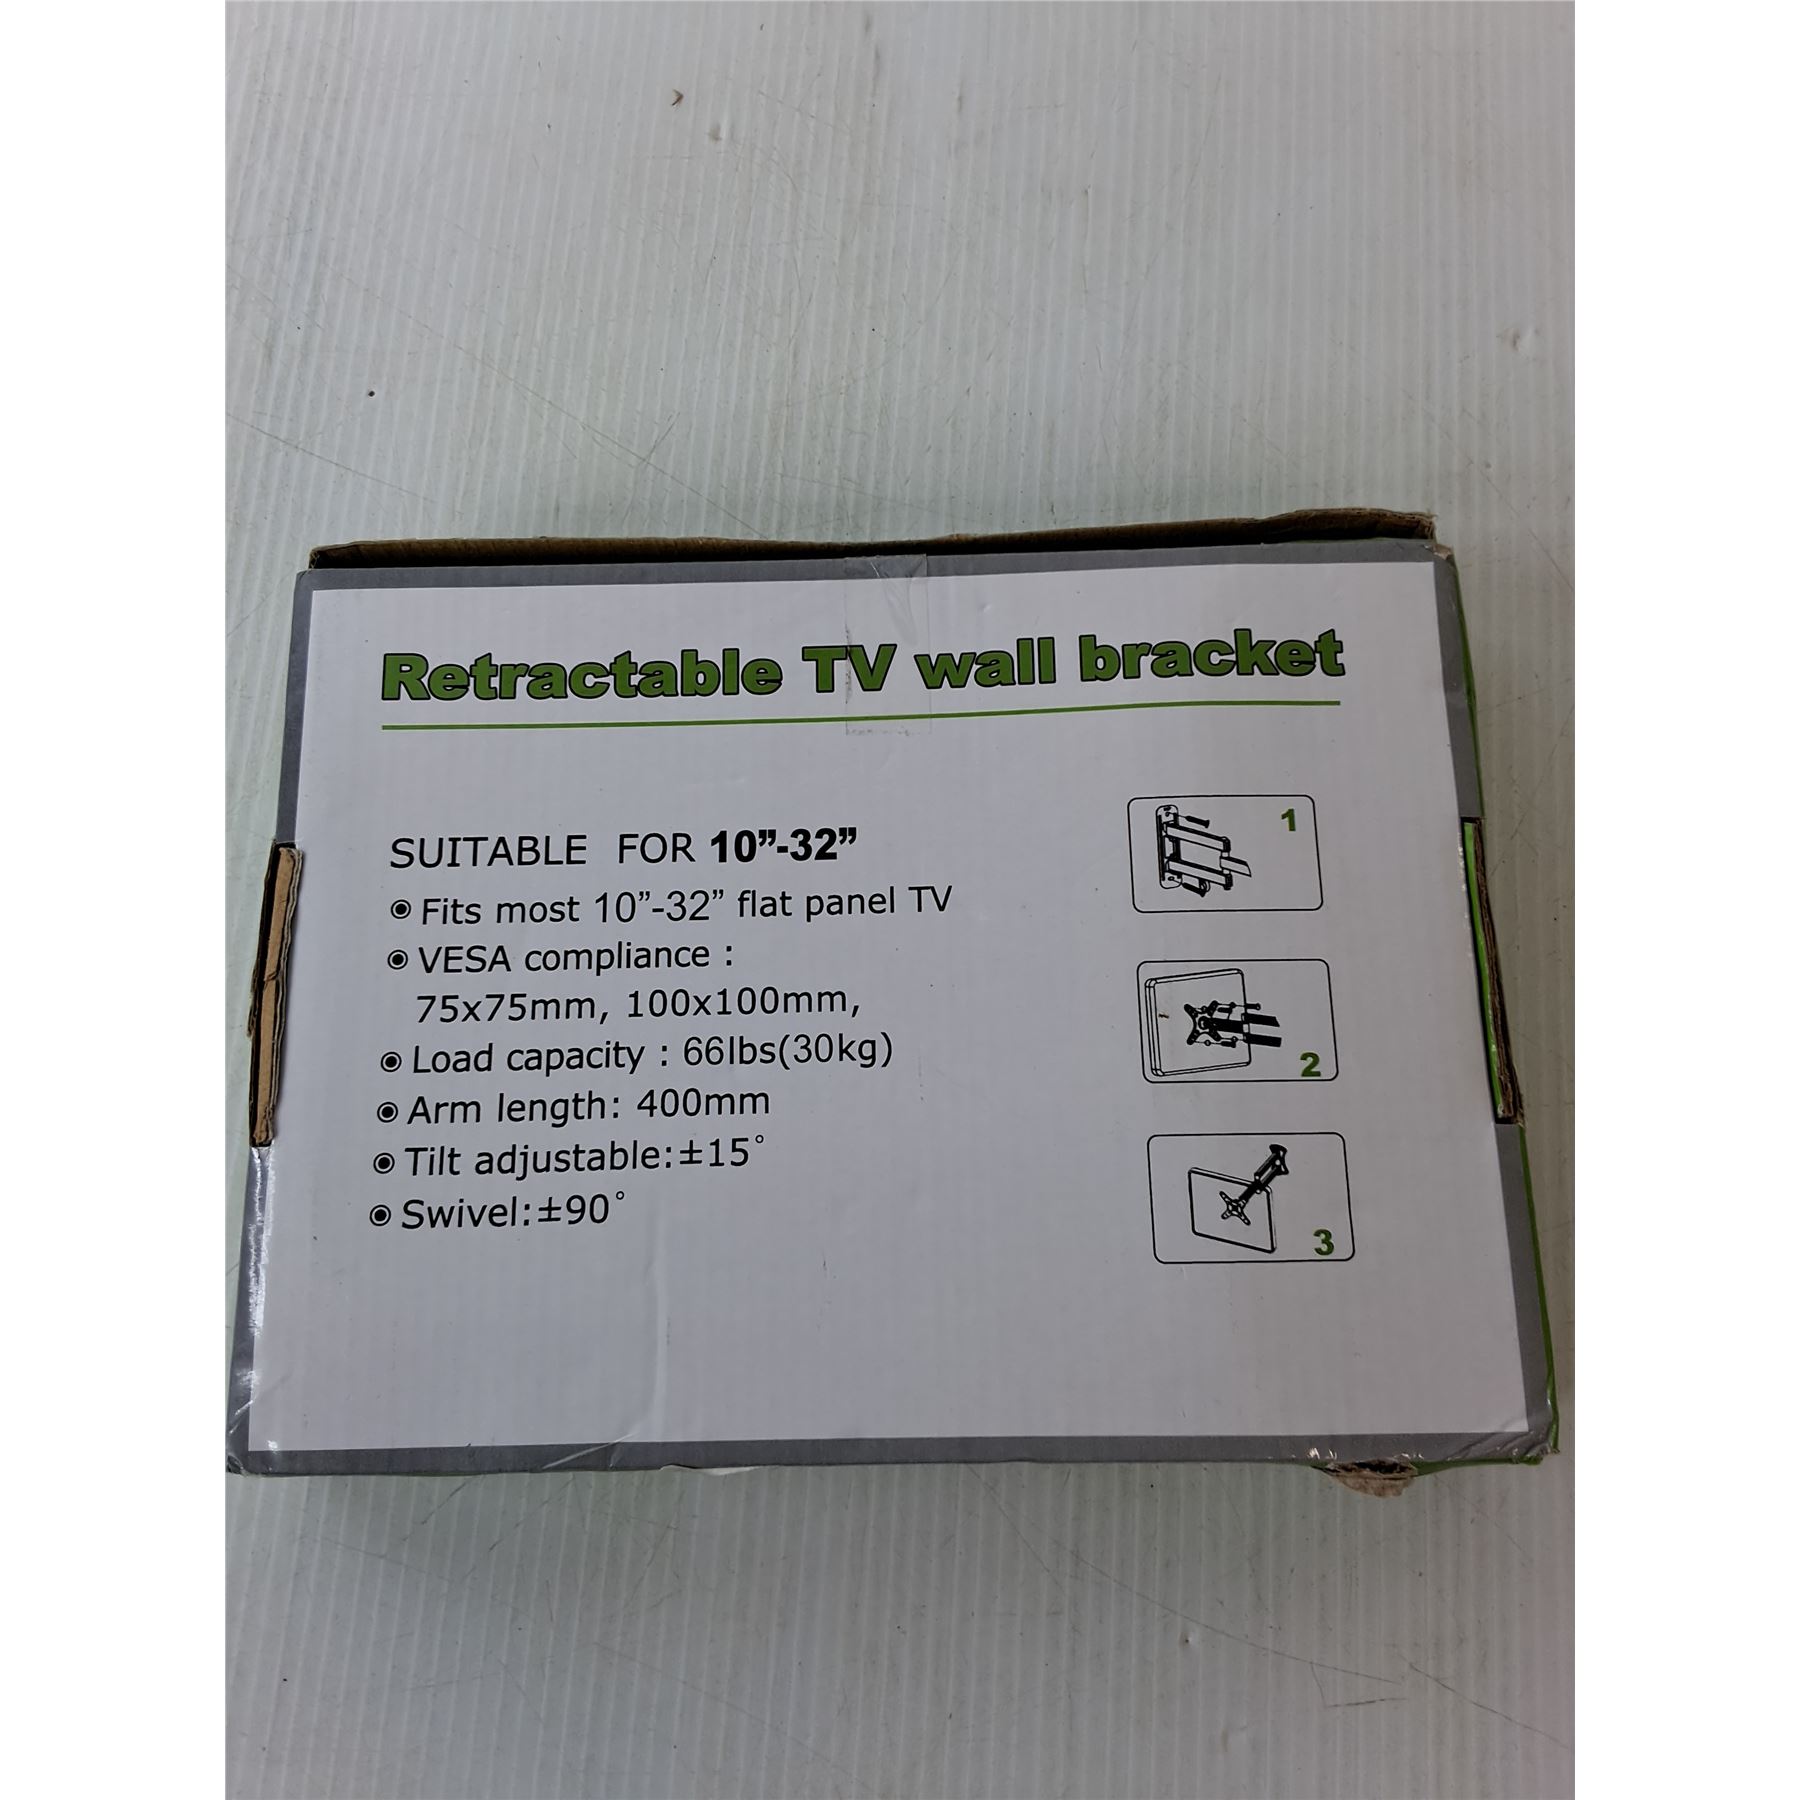 Retractable TV wall bracket
SUITABLE FOR 10”-32”
◉ Fits most 10”-32” flat panel TV
◉ VESA compliance :
75x75mm, 100x100mm,
◉ Load capacity : 66lbs(30kg)
◉ Arm length: 400mm
◉ Tilt adjustable:±15°
◉ Swivel:±90°
1
2
3